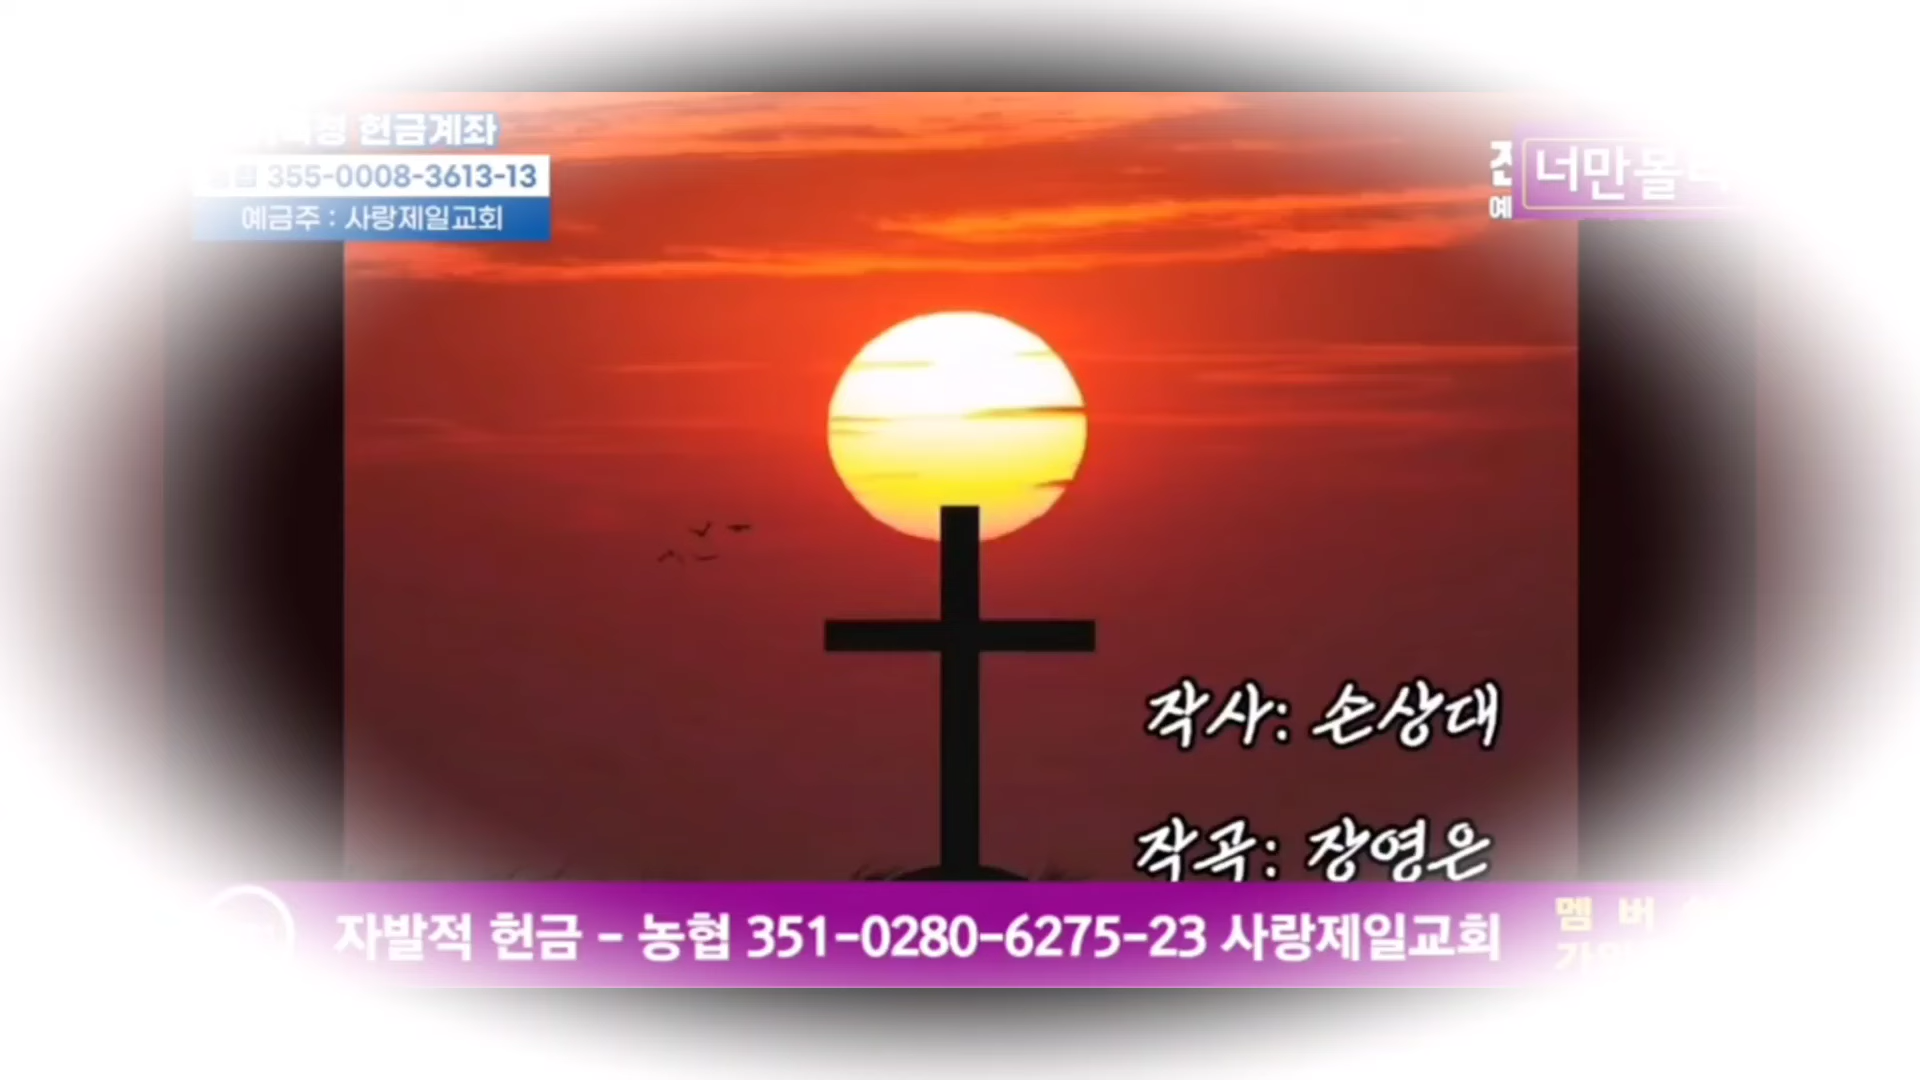 헌금계좌
355-0008-3613-13
예금주 : 사랑제일교회
너만몰
작사: 손상대
작곡: 장영은
자발적 헌금 - 농협 351-0280-6275-23 사랑제일교회
멤 버